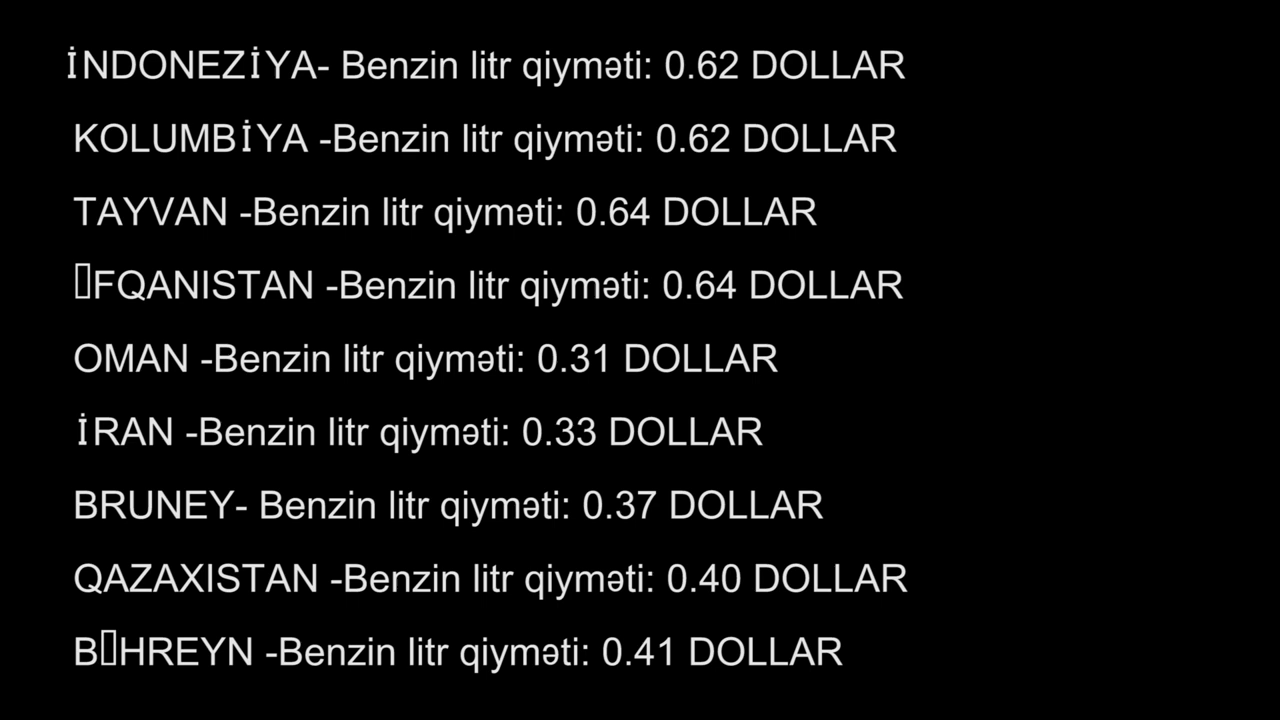 İNDONEZİYA- Benzin litr qiyməti: 0.62 DOLLAR
KOLUMBİYA -Benzin litr qiyməti: 0.62 DOLLAR
TAYVAN -Benzin litr qiyməti: 0.64 DOLLAR
▯FQANISTAN -Benzin litr qiyməti: 0.64 DOLLAR
OMAN -Benzin litr qiyməti: 0.31 DOLLAR
İRAN -Benzin litr qiyməti: 0.33 DOLLAR
BRUNEY- Benzin litr qiyməti: 0.37 DOLLAR
QAZAXISTAN -Benzin litr qiyməti: 0.40 DOLLAR
B▯HREYN -Benzin litr qiyməti: 0.41 DOLLAR